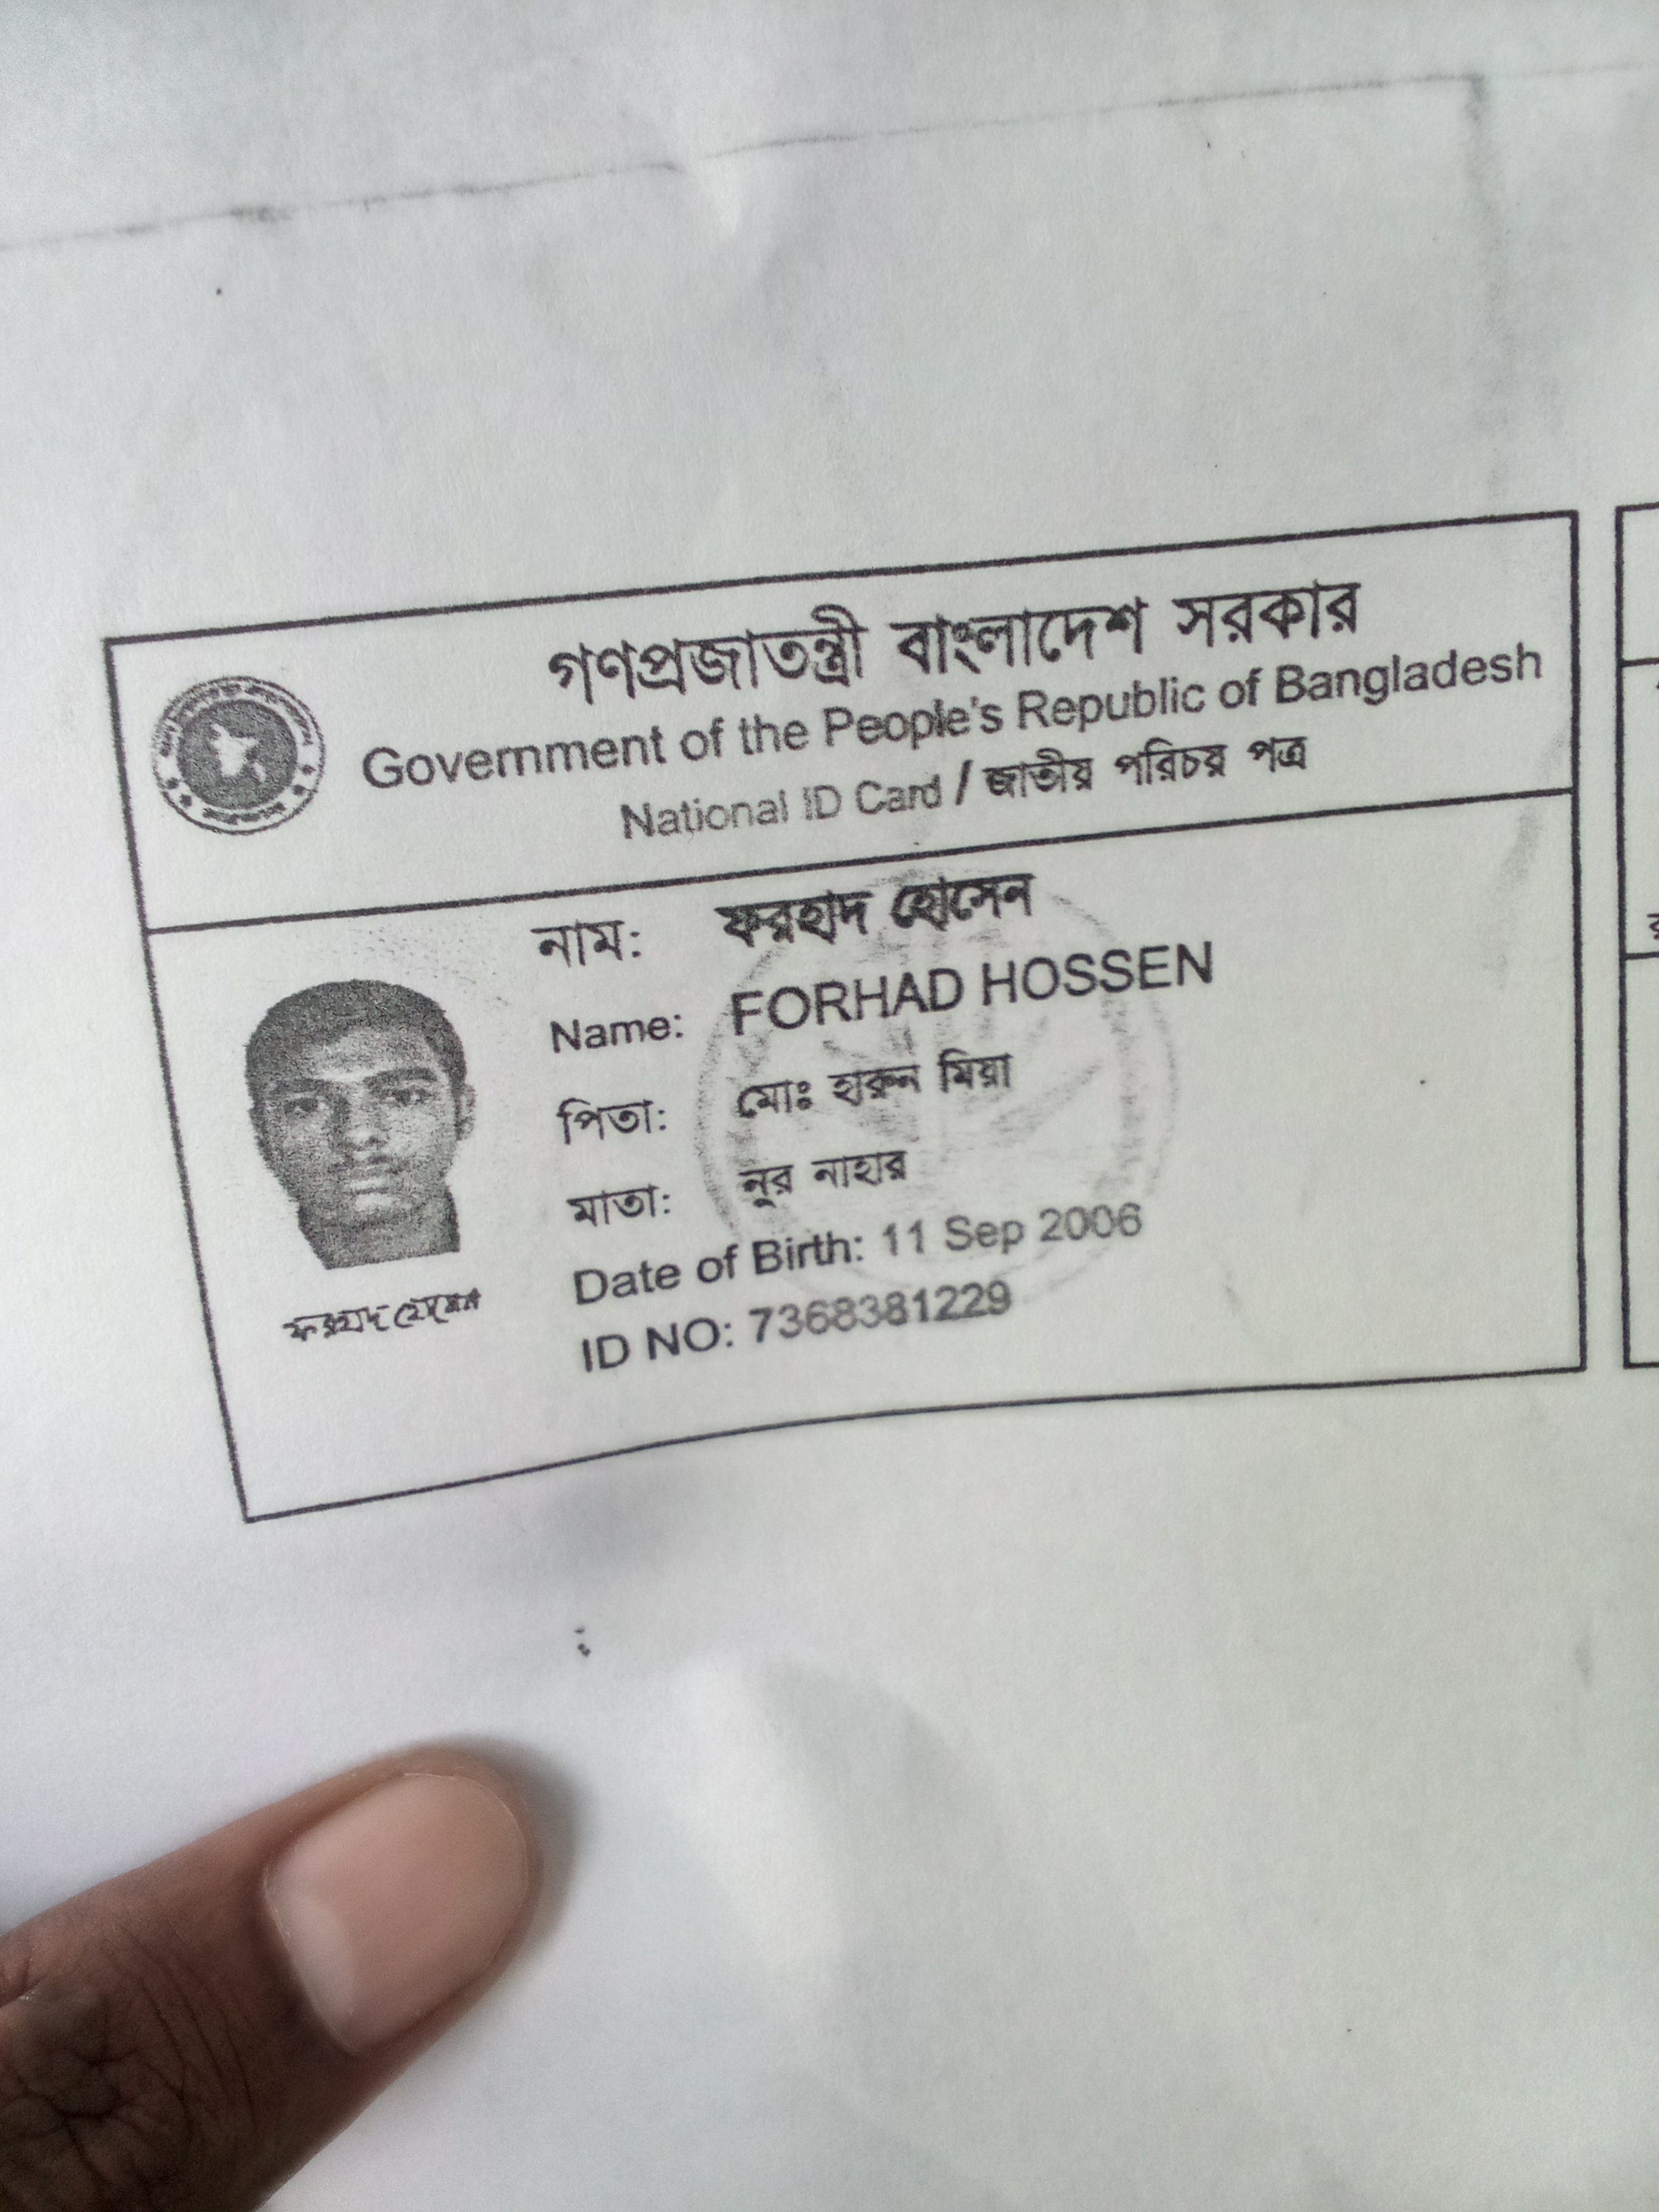 গণপ্রজাতন্ত্রী বাংলাদেশ সরকার
Government of the People's Republic of Bangladesh
National ID Card / জাতীয় পরিচয় পত্র
নাম: ফরহাদ হোসেন
Name: FORHAD HOSSEN
পিতা: মোঃ হারুন মিয়া
মাতা: নুর নাহার
Date of Birth: 11 Sep 2006
ID NO: 7368381229
ফরহাদ হোসেন